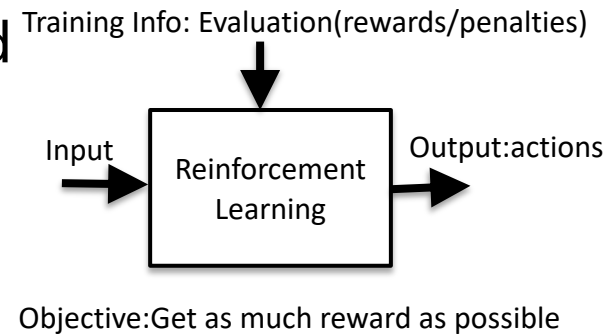 Training Info: Evaluation(rewards/penalties)
Input
Reinforcement
Learning
Output:actions
Objective:Get as much reward as possible